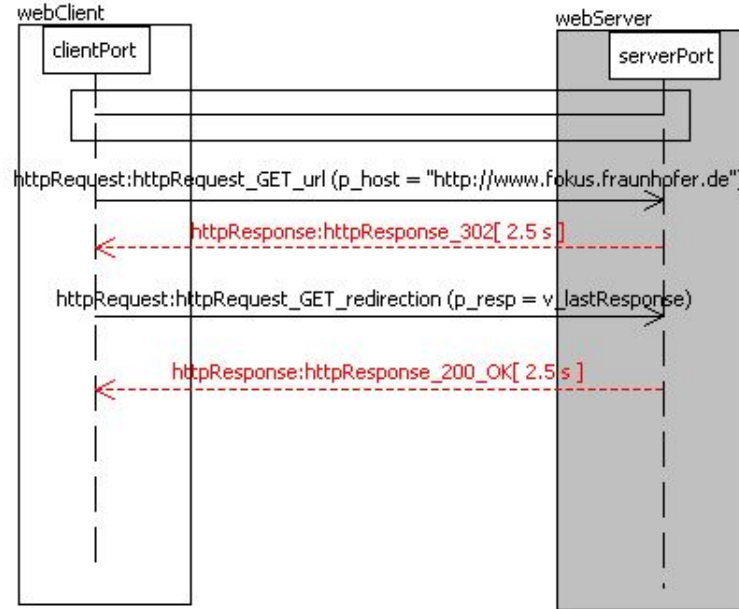 webClient
webServer
clientPort
serverPort
httpRequest:httpRequest_GET_url (p_host = "http://www.fokus.fraunhofer.de")
httpResponse:httpResponse_302[ 2.5 s ]
httpRequest:httpRequest_GET_redirection (p_resp = v_lastResponse)
httpResponse:httpResponse_200_OK[ 2.5 s ]